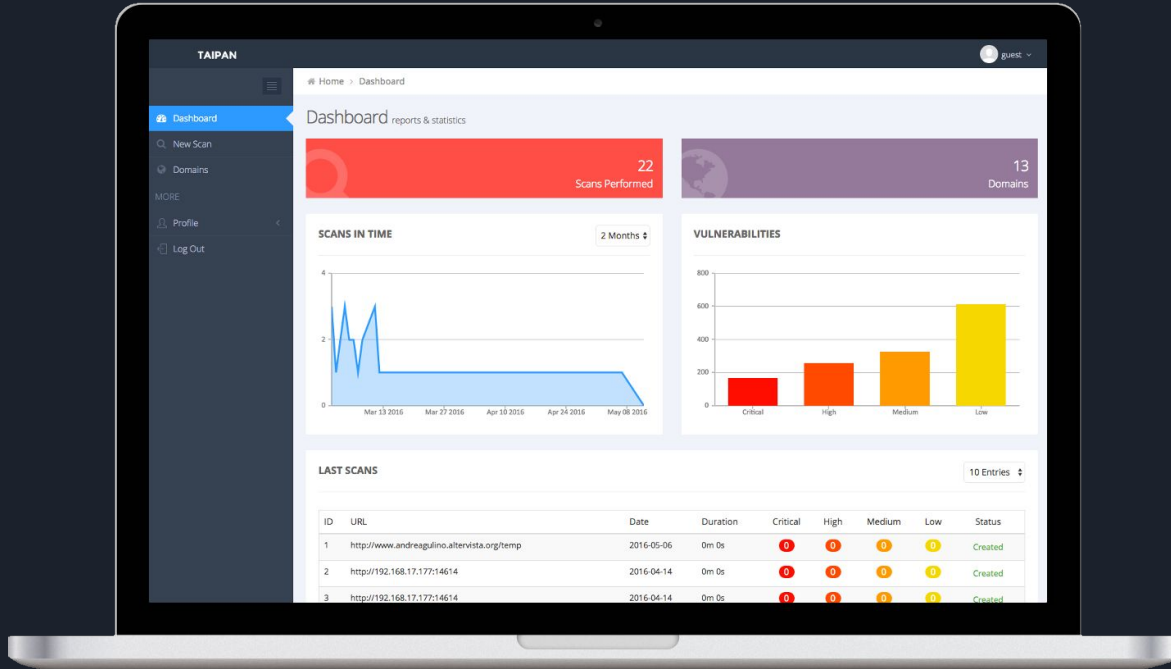 TAIPAN
guest
Home > Dashboard
Dashboard
New Scan
Domains
MORE
Profile
Log Out
Dashboard reports & statistics
22
Scans Performed
13
Domains
SCANS IN TIME
2 Months
4
2
0
Mar 13 2016 Mar 27 2016 Apr 10 2016 Apr 24 2016 May 08 2016
VULNERABILITIES
800
600
400
200
0
Critical High Medium Low
LAST SCANS
10 Entries
ID URL Date Duration Critical High Medium Low Status
1 http://www.andreagulino.altervista.org/temp 2016-05-06 0m 0s 0 0 0 0 Created
2 http://192.168.17.177:14614 2016-04-14 0m 0s 0 0 0 0 Created
3 http://192.168.17.177:14614 2016-04-14 0m 0s 0 0 0 0 Created